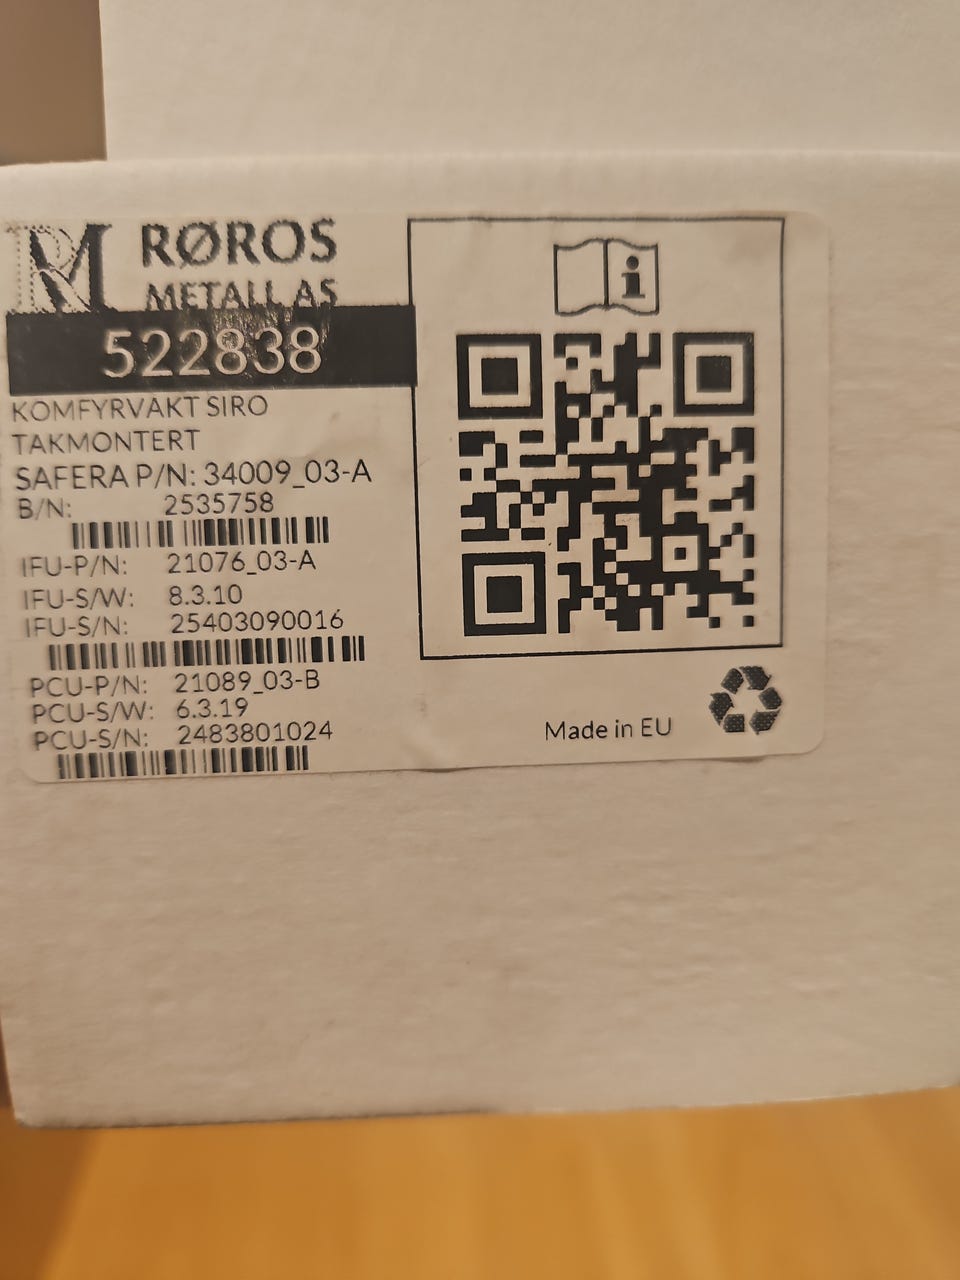 RM RØROS
METALL AS
522838
KOMFYRVAKT SIRO
TAKMONTERT
SAFERA P/N: 34009_03-A
B/N: 2535758
IFU-P/N: 21076_03-A
IFU-S/W: 8.3.10
IFU-S/N: 25403090016
PCU-P/N: 21089_03-B
PCU-S/W: 6.3.19
PCU-S/N: 2483801024
i
Made in EU